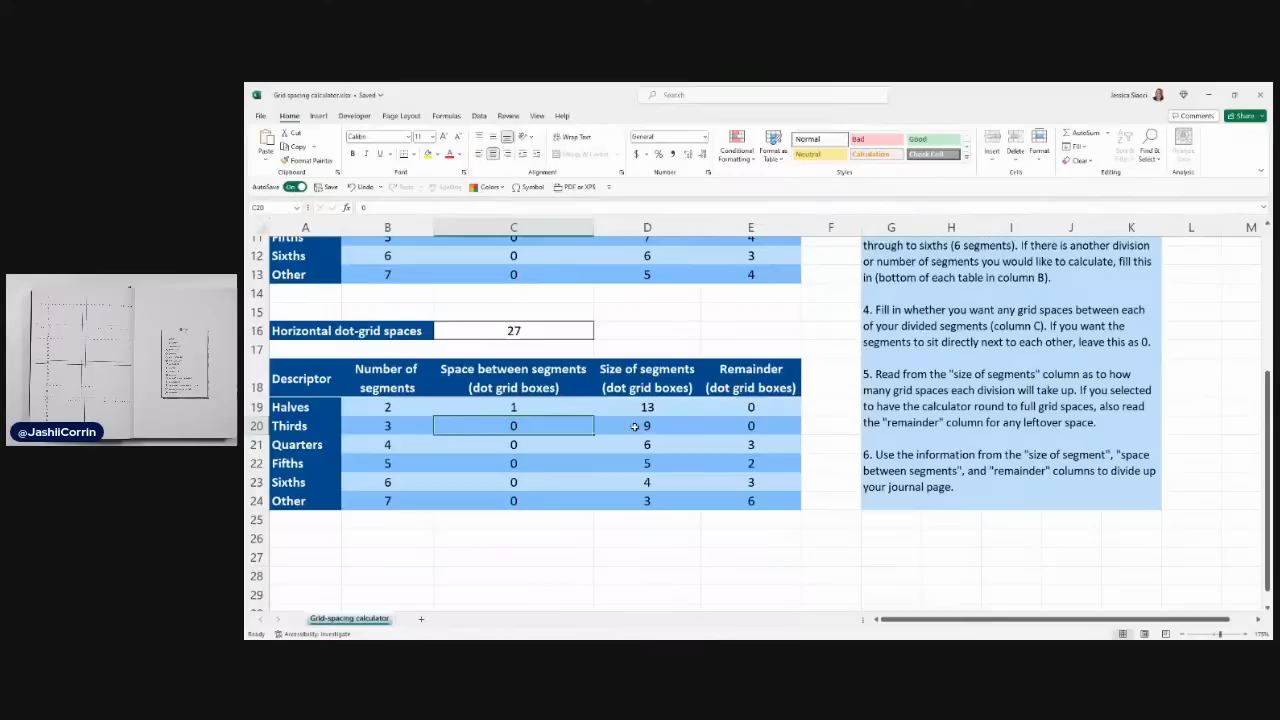 Grid spacing calculator.xlsx • Saved
Search
Jessica Siacci
File Home Insert Developer Page Layout Formulas Data Review View Help
Comments Share
Paste
Cut
Copy
Format Painter
Clipboard
Calibri 11
B I U
Font
Wrap Text
Merge & Center
Alignment
General
$ % ,
Number
Conditional Formatting
Format as Table
Normal Bad Good
Neutral Calculation Check Cell
Styles
Insert Delete Format
Cells
AutoSum
Fill
Clear
Sort & Filter
Find & Select
Editing
Analysis
AutoSave On Save Undo Redo Spelling Colors Symbol PDF or XPS
C20 fx 0
A B C D E F G H I J K L M
11 Fifths 5 0 7 4
12 Sixths 6 0 6 3
13 Other 7 0 5 4
14
15
16 Horizontal dot-grid spaces 27
17
18 Descriptor Number of segments Space between segments (dot grid boxes) Size of segments (dot grid boxes) Remainder (dot grid boxes)
19 Halves 2 1 13 0
20 Thirds 3 0 9 0
21 Quarters 4 0 6 3
22 Fifths 5 0 5 2
23 Sixths 6 0 4 3
24 Other 7 0 3 6
25
26
27
28
29
through to sixths (6 segments). If there is another division
or number of segments you would like to calculate, fill this
in (bottom of each table in column B).
4. Fill in whether you want any grid spaces between each
of your divided segments (column C). If you want the
segments to sit directly next to each other, leave this as 0.
5. Read from the "size of segments" column as to how
many grid spaces each division will take up. If you selected
to have the calculator round to full grid spaces, also read
the "remainder" column for any leftover space.
6. Use the information from the "size of segment", "space
between segments", and "remainder" columns to divide up
your journal page.
Grid-spacing calculator
Ready Accessibility: Investigate
175%
@JashiiCorrin